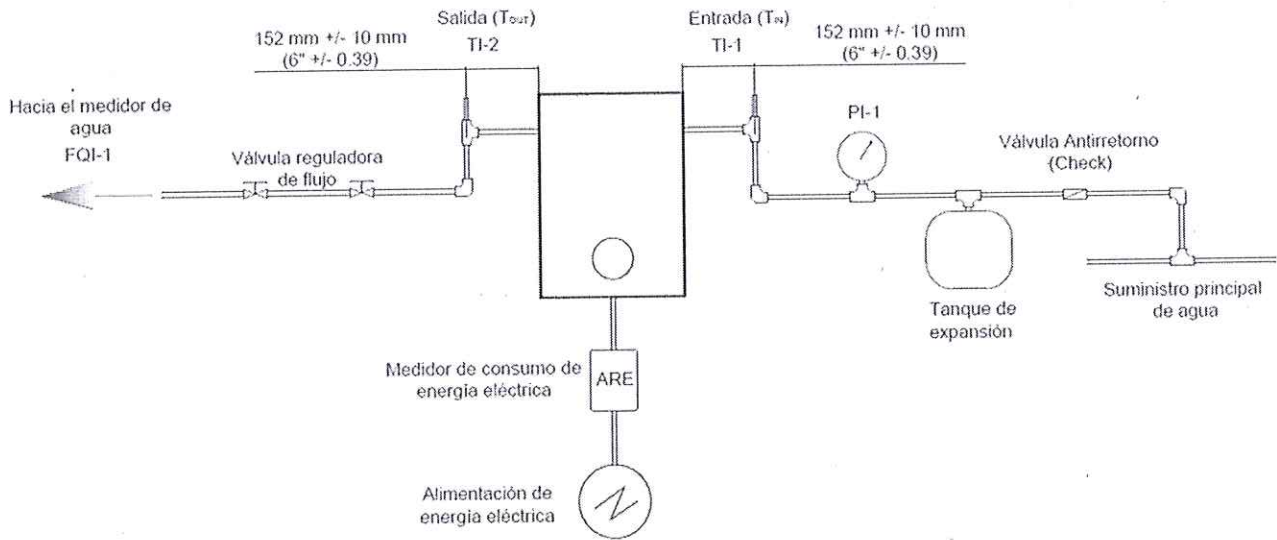 Salida (TOUT)
TI-2
Entrada (TIN)
TI-1
152 mm +/- 10 mm
(6" +/- 0.39)
152 mm +/- 10 mm
(6" +/- 0.39)
Hacia el medidor de
agua
FQI-1
Válvula reguladora
de flujo
PI-1
Válvula Antirretorno
(Check)
Tanque de
expansión
Suministro principal
de agua
Medidor de consumo de
energía eléctrica
ARE
Alimentación de
energía eléctrica